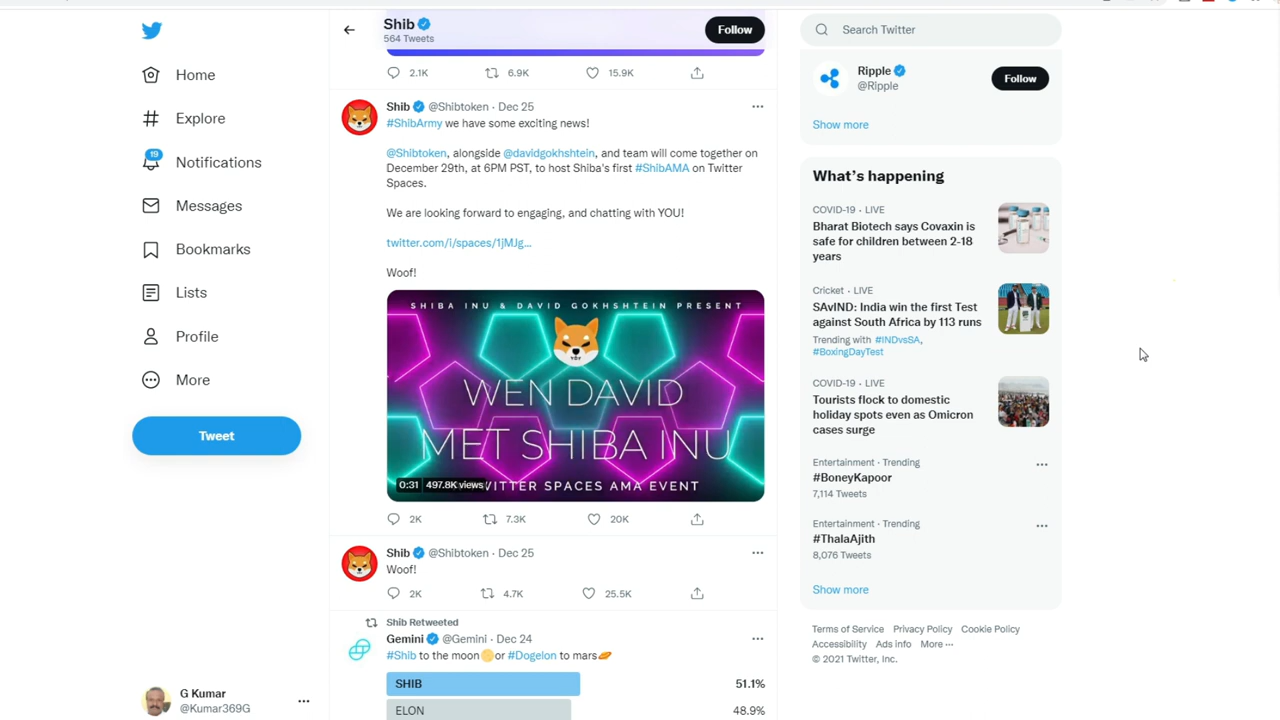 Shib
564 Tweets
Follow
Search Twitter
Home
Explore
19
Notifications
Messages
Bookmarks
Lists
Profile
More
Tweet
G Kumar
@Kumar369G
2.1K 6.9K 15.9K
Shib @Shibtoken · Dec 25
#ShibArmy we have some exciting news!
@Shibtoken, alongside @davidgokhshtein, and team will come together on
December 29th, at 6PM PST, to host Shiba's first #ShibAMA on Twitter
Spaces.
We are looking forward to engaging, and chatting with YOU!
twitter.com/i/spaces/1jMJg...
Woof!
SHIBA INU & DAVID GOKHSHTEIN PRESENT
WEN DAVID
MET SHIBA INU
0:31 497.8K views
WITTER SPACES AMA EVENT
2K 7.3K 20K
Shib @Shibtoken · Dec 25
Woof!
2K 4.7K 25.5K
Shib Retweeted
Gemini @Gemini · Dec 24
#Shib to the moon🌕or #Dogelon to mars🪐
SHIB 51.1%
ELON 48.9%
Ripple
@Ripple
Follow
Show more
What's happening
COVID-19 · LIVE
Bharat Biotech says Covaxin is
safe for children between 2-18
years
Cricket · LIVE
SAvIND: India win the first Test
against South Africa by 113 runs
Trending with #INDvsSA,
#BoxingDayTest
COVID-19 · LIVE
Tourists flock to domestic
holiday spots even as Omicron
cases surge
Entertainment · Trending
#BoneyKapoor
7,114 Tweets
Entertainment · Trending
#ThalaAjith
8,076 Tweets
Show more
Terms of Service Privacy Policy Cookie Policy
Accessibility Ads info More ···
© 2021 Twitter, Inc.